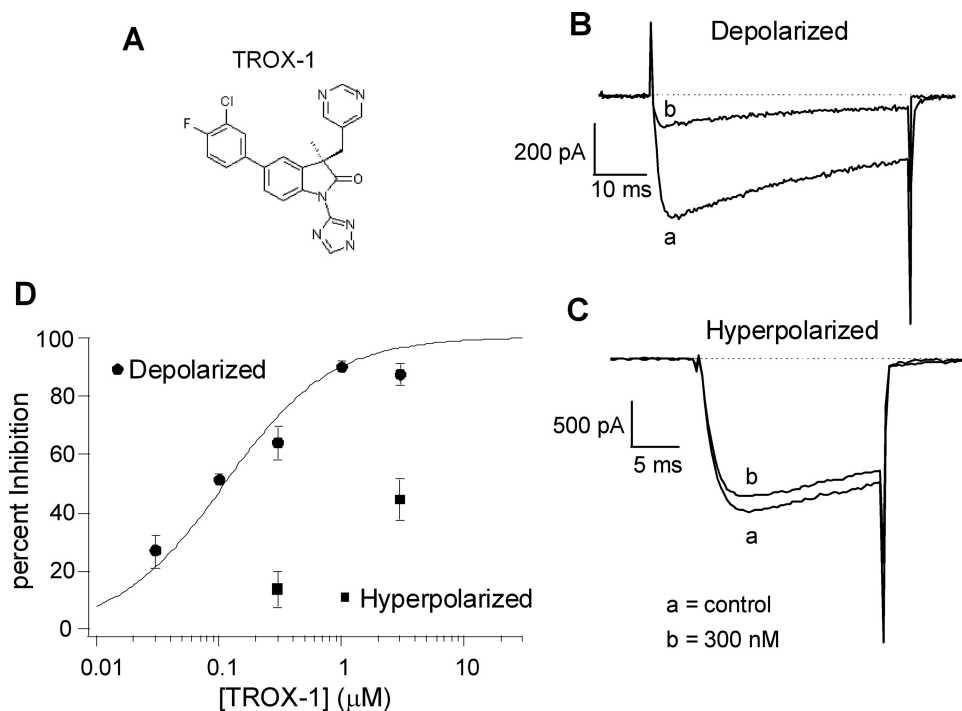 A
TROX-1
Cl
F
N
N
O
N
N
N
N
B
Depolarized
b
200 pA
10 ms
a
C
Hyperpolarized
500 pA
5 ms
b
a
a = control
b = 300 nM
D
percent Inhibition
100
80
60
40
20
0
Depolarized
Hyperpolarized
0.01
0.1
1
10
[TROX-1] (μM)